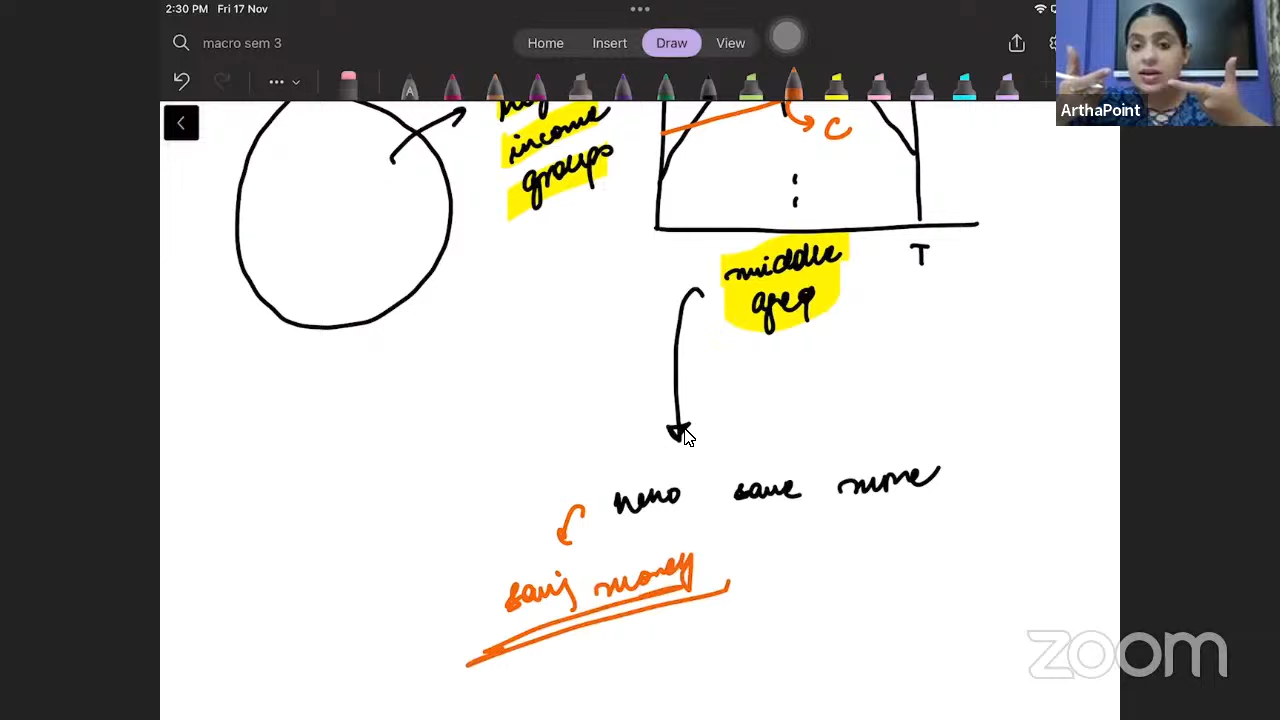 2:30 PM Fri 17 Nov
macro sem 3
Home Insert Draw View
ArthaPoint
A
income
groups
C
T
middle
save more
saving money
zoom